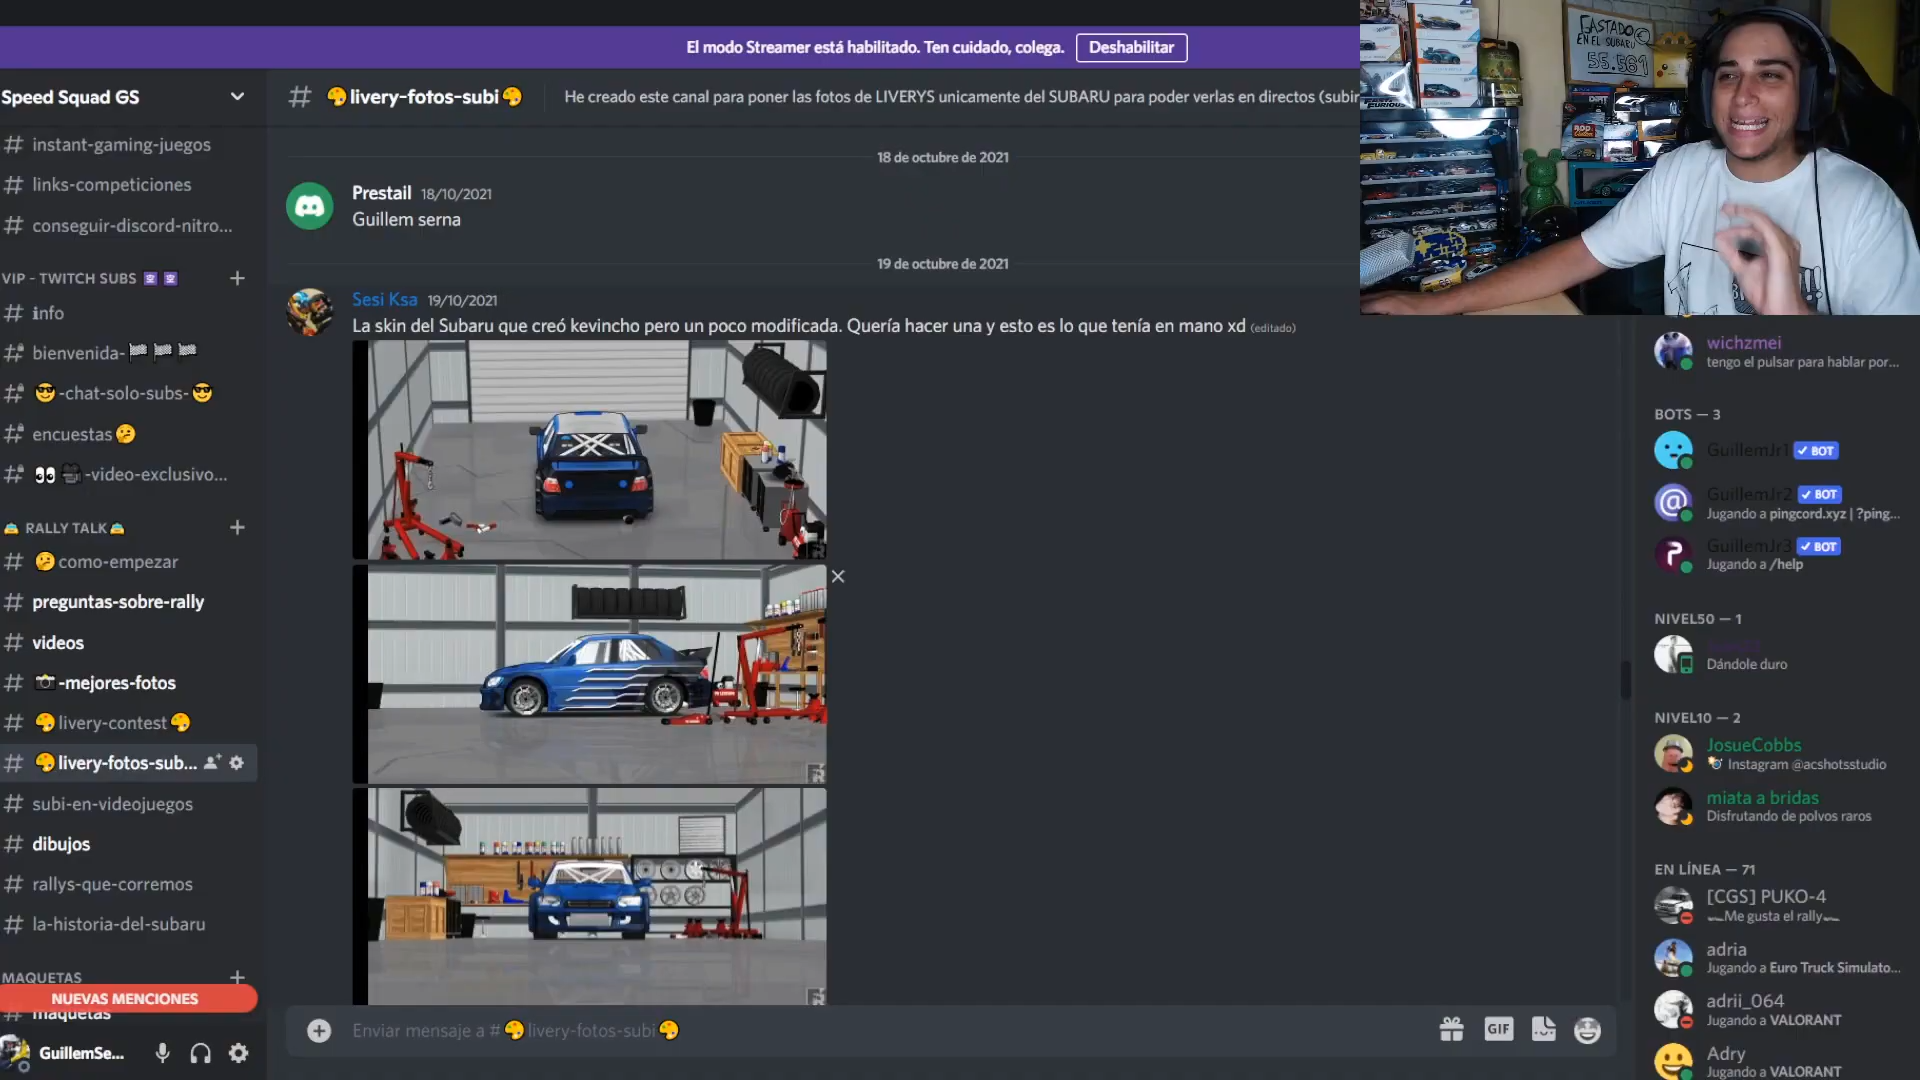 El modo Streamer está habilitado. Ten cuidado, colega.
Deshabilitar
Speed Squad GS
livery-fotos-subi
He creado este canal para poner las fotos de LIVERYS unicamente del SUBARU para poder verlas en directos (subir
GASTADO
EN EL SUBARU
55.561
instant-gaming-juegos
links-competiciones
conseguir-discord-nitro...
VIP - TWITCH SUBS
info
bienvenida-
-chat-solo-subs-
encuestas
-video-exclusivo...
RALLY TALK
como-empezar
preguntas-sobre-rally
videos
-mejores-fotos
livery-contest
livery-fotos-sub...
subi-en-videojuegos
dibujos
rallys-que-corremos
la-historia-del-subaru
MAQUETAS
NUEVAS MENCIONES
maquetas
GuillemSe...
18 de octubre de 2021
Prestail 18/10/2021
Guillem serna
19 de octubre de 2021
Sesi Ksa 19/10/2021
La skin del Subaru que creó kevincho pero un poco modificada. Quería hacer una y esto es lo que tenía en mano xd (editado)
Enviar mensaje a # livery-fotos-subi
GIF
wichzmei
tengo el pulsar para hablar por...
BOTS — 3
GuillemJr1 BOT
GuillemJr2 BOT
Jugando a pingcord.xyz | ?ping...
GuillemJr3 BOT
Jugando a /help
NIVEL50 — 1
Dándole duro
NIVEL10 — 2
JosueCobbs
Instagram @acshotsstudio
miata a bridas
Disfrutando de polvos raros
EN LÍNEA — 71
[CGS] PUKO-4
Me gusta el rally
adria
Jugando a Euro Truck Simulato...
adrii_064
Jugando a VALORANT
Adry
Jugando a VALORANT